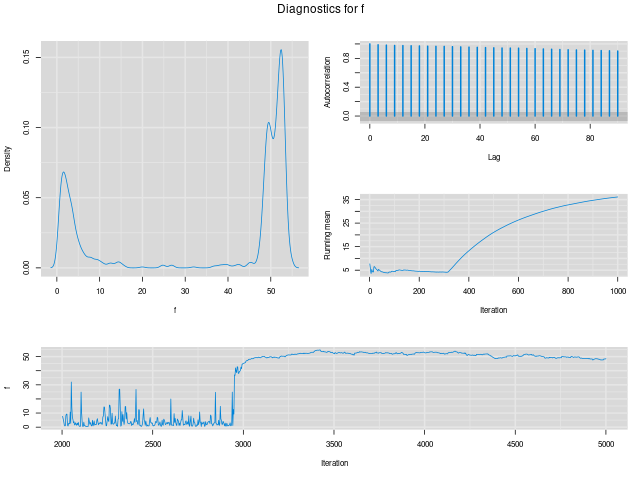 Diagnostics for f
Density
0.00 0.05 0.10 0.15
0 10 20 30 40 50
f
Autocorrelation
0.0 0.4 0.8
0 20 40 60 80
Lag
Running mean
5 15 25 35
0 200 400 600 800 1000
Iteration
f
0 10 30 50
2000 2500 3000 3500 4000 4500 5000
Iteration